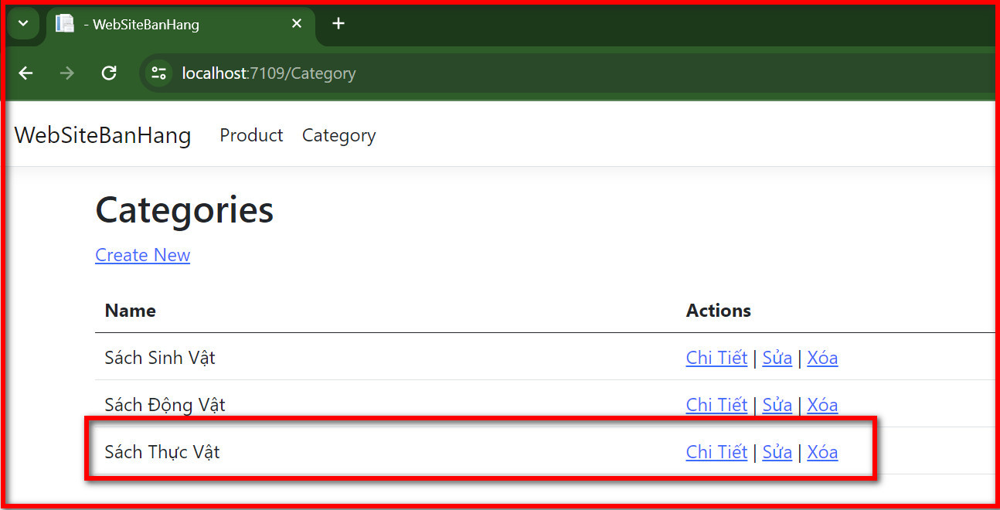 - WebSiteBanHang
localhost:7109/Category
WebSiteBanHang Product Category
Categories
Create New
Name Actions
Sách Sinh Vật Chi Tiết | Sửa | Xóa
Sách Động Vật Chi Tiết | Sửa | Xóa
Sách Thực Vật Chi Tiết | Sửa | Xóa